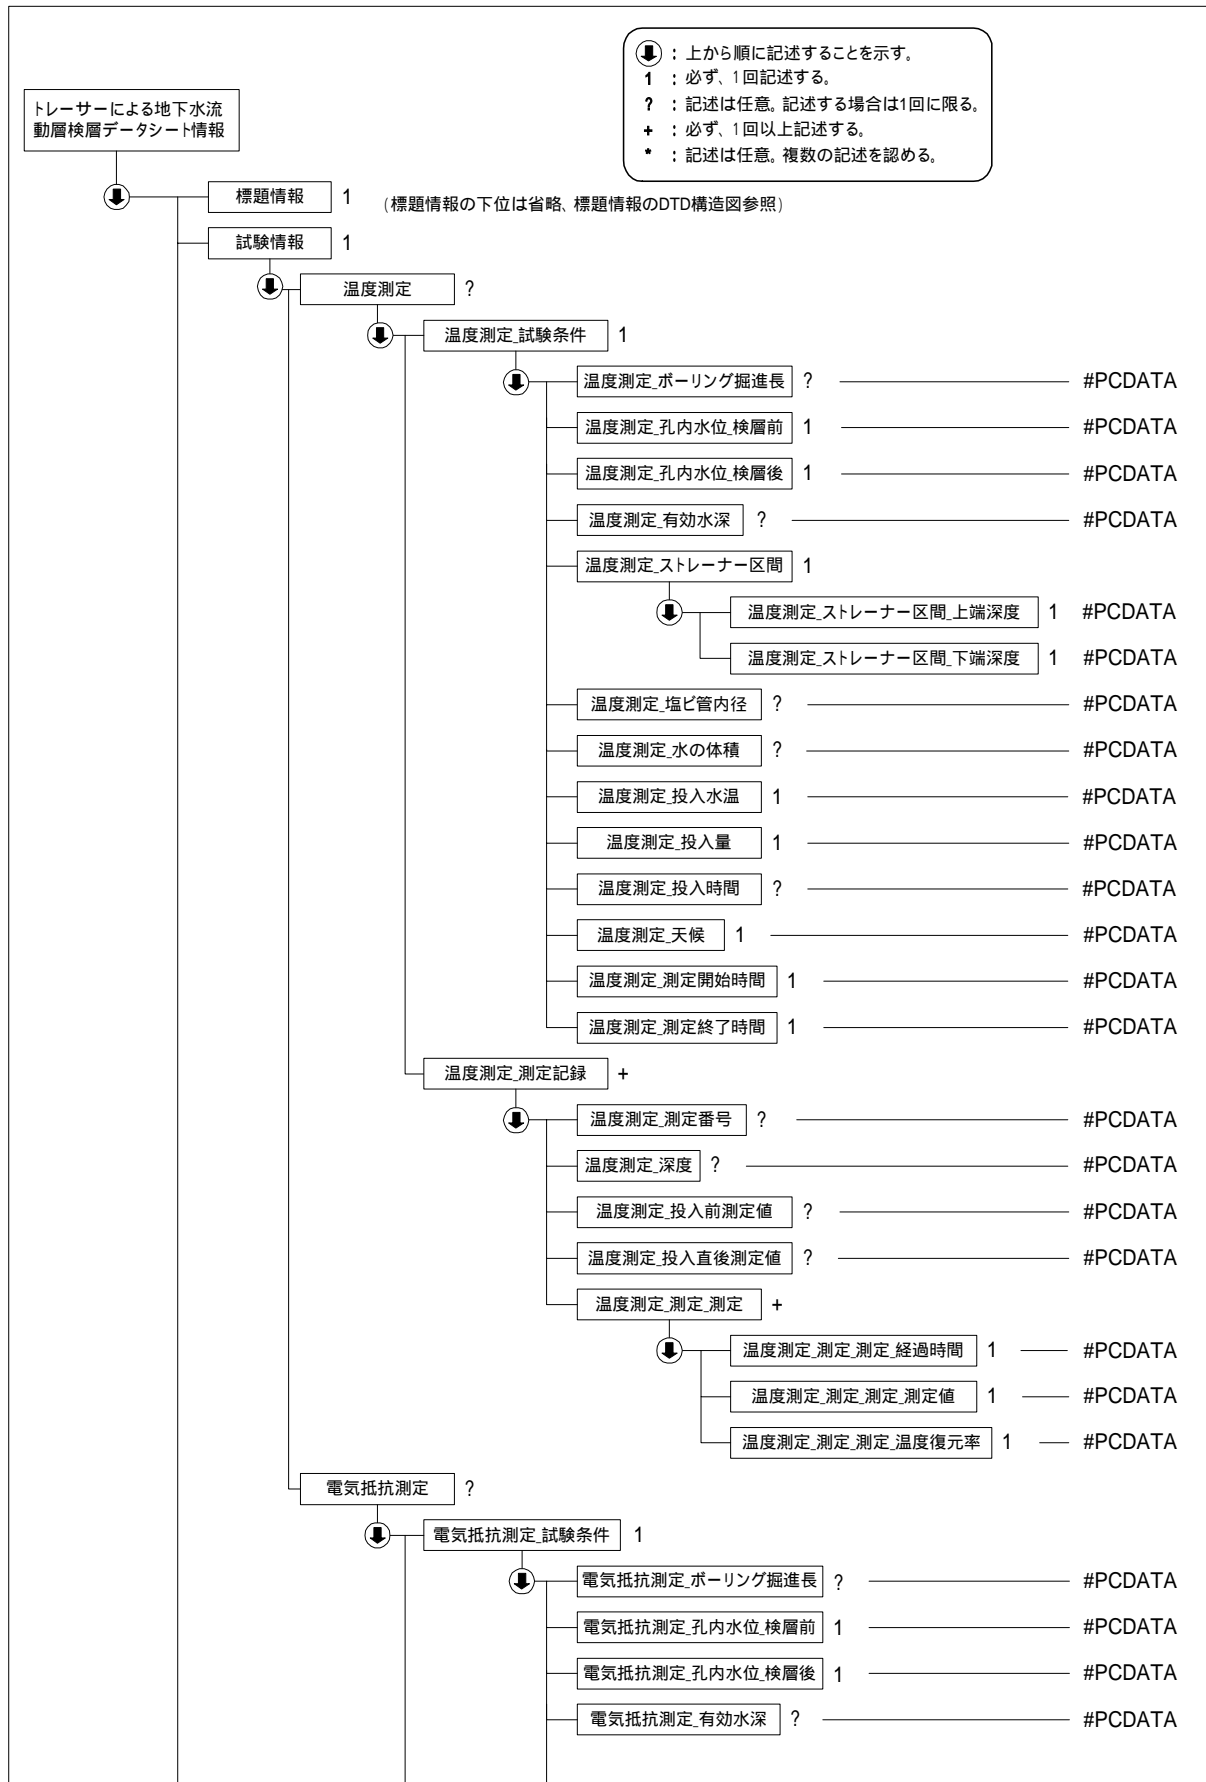 ⬇ : 上から順に記述することを示す。
1 : 必ず、1回記述する。
? : 記述は任意。記述する場合は1回に限る。
+ : 必ず、1回以上記述する。
* : 記述は任意。複数の記述を認める。
トレーサーによる地下水流
動層検層データシート情報
標題情報 1 (標題情報の下位は省略、標題情報のDTD構造図参照)
試験情報 1
温度測定 ?
温度測定_試験条件 1
温度測定_ボーリング掘進長 ? #PCDATA
温度測定_孔内水位_検層前 1 #PCDATA
温度測定_孔内水位_検層後 1 #PCDATA
温度測定_有効水深 ? #PCDATA
温度測定_ストレーナー区間 1
温度測定_ストレーナー区間_上端深度 1 #PCDATA
温度測定_ストレーナー区間_下端深度 1 #PCDATA
温度測定_塩ビ管内径 ? #PCDATA
温度測定_水の体積 ? #PCDATA
温度測定_投入水温 1 #PCDATA
温度測定_投入量 1 #PCDATA
温度測定_投入時間 ? #PCDATA
温度測定_天候 1 #PCDATA
温度測定_測定開始時間 1 #PCDATA
温度測定_測定終了時間 1 #PCDATA
温度測定_測定記録 +
温度測定_測定番号 ? #PCDATA
温度測定_深度 ? #PCDATA
温度測定_投入前測定値 ? #PCDATA
温度測定_投入直後測定値 ? #PCDATA
温度測定_測定_測定 +
温度測定_測定_測定_経過時間 1 #PCDATA
温度測定_測定_測定_測定値 1 #PCDATA
温度測定_測定_測定_温度復元率 1 #PCDATA
電気抵抗測定 ?
電気抵抗測定_試験条件 1
電気抵抗測定_ボーリング掘進長 ? #PCDATA
電気抵抗測定_孔内水位_検層前 1 #PCDATA
電気抵抗測定_孔内水位_検層後 1 #PCDATA
電気抵抗測定_有効水深 ? #PCDATA